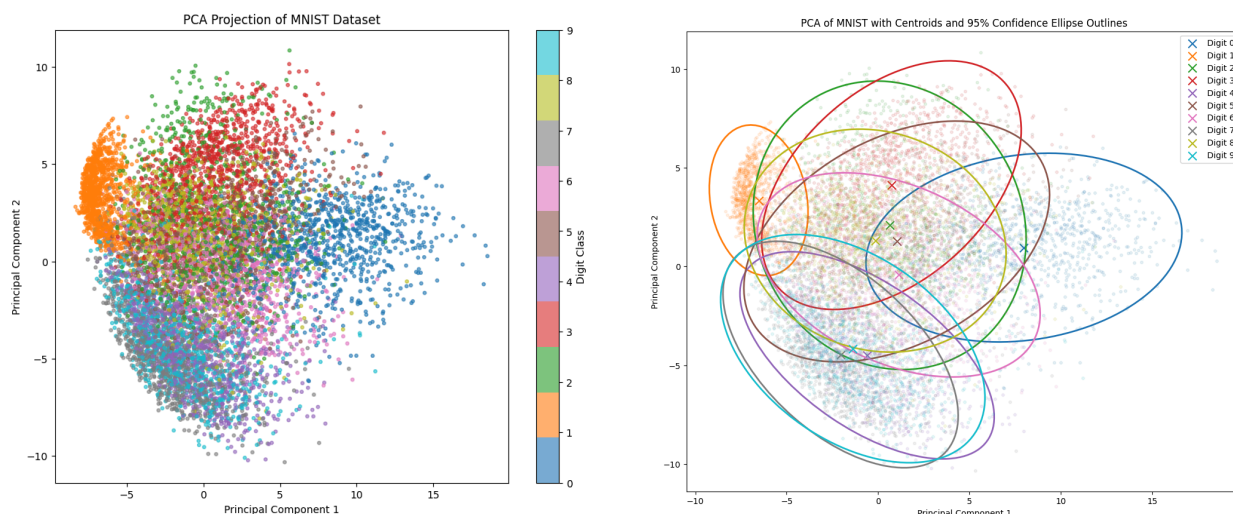 PCA Projection of MNIST Dataset
10
5
0
−5
−10
−5
0
5
10
15
Principal Component 1
Principal Component 2
9
8
7
6
5
4
3
2
1
0
Digit Class
PCA of MNIST with Centroids and 95% Confidence Ellipse Outlines
10
5
0
−5
−10
−10
−5
0
5
10
15
Principal Component 1
Principal Component 2
Digit 0
Digit 1
Digit 2
Digit 3
Digit 4
Digit 5
Digit 6
Digit 7
Digit 8
Digit 9